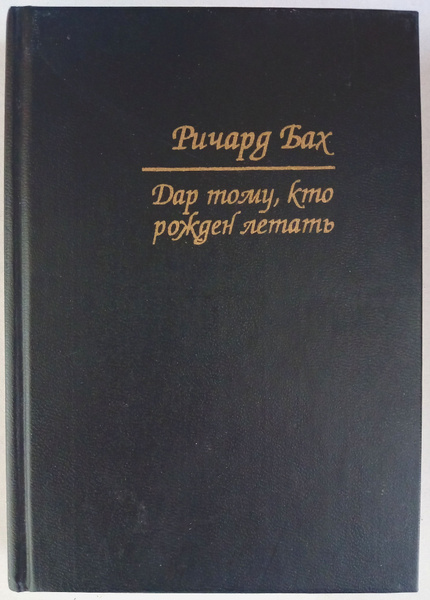 Ричард Бах
Дар тому, кто
рожден летать